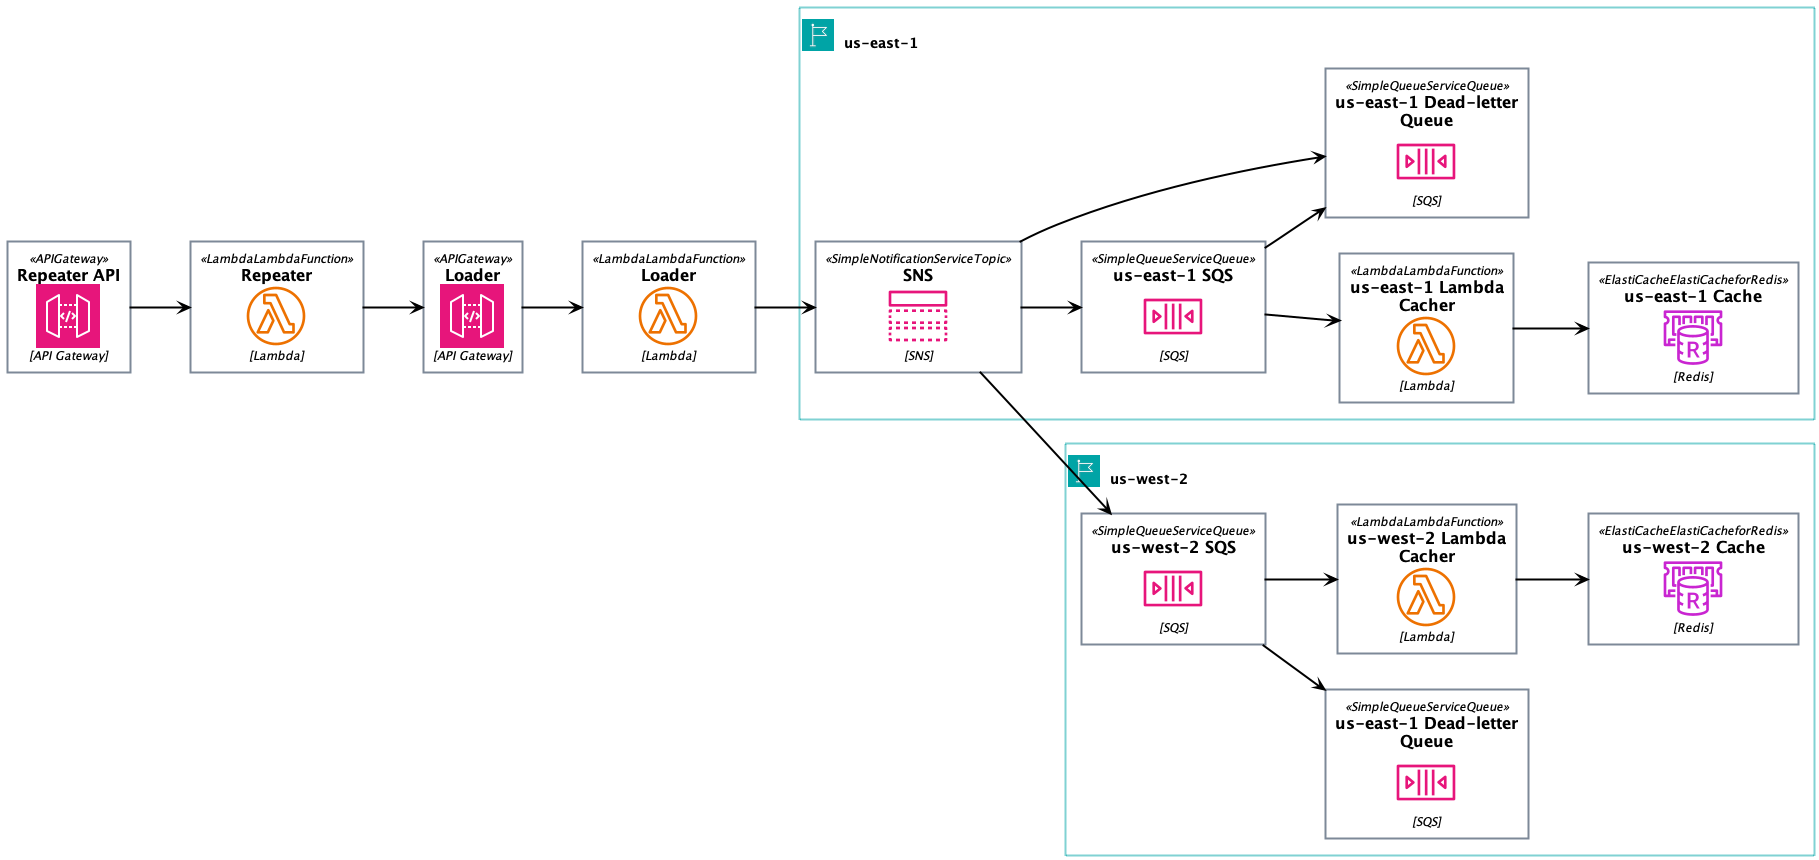 us-east-1
«SimpleQueueServiceQueue»
us-east-1 Dead-letter
Queue
[SQS]
«APIGateway»
Repeater API
[API Gateway]
«LambdaLambdaFunction»
Repeater
[Lambda]
«APIGateway»
Loader
[API Gateway]
«LambdaLambdaFunction»
Loader
[Lambda]
«SimpleNotificationServiceTopic»
SNS
[SNS]
«SimpleQueueServiceQueue»
us-east-1 SQS
[SQS]
«LambdaLambdaFunction»
us-east-1 Lambda
Cacher
[Lambda]
«ElastiCacheElastiCacheforRedis»
us-east-1 Cache
R
[Redis]
us-west-2
«SimpleQueueServiceQueue»
us-west-2 SQS
[SQS]
«LambdaLambdaFunction»
us-west-2 Lambda
Cacher
[Lambda]
«ElastiCacheElastiCacheforRedis»
us-west-2 Cache
R
[Redis]
«SimpleQueueServiceQueue»
us-east-1 Dead-letter
Queue
[SQS]